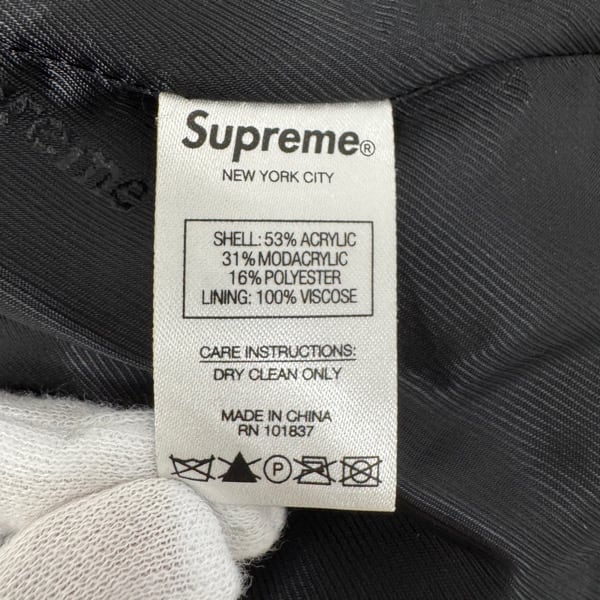 Supreme®
NEW YORK CITY
SHELL: 53% ACRYLIC
31% MODACRYLIC
16% POLYESTER
LINING: 100% VISCOSE
CARE INSTRUCTIONS:
DRY CLEAN ONLY
MADE IN CHINA
RN 101837
P
reme